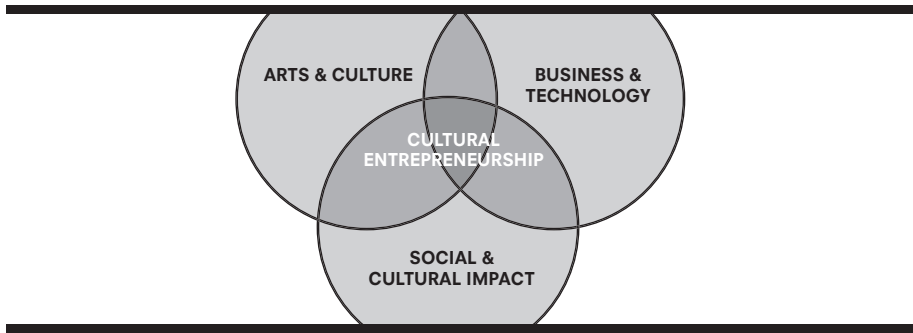 ARTS & CULTURE
BUSINESS &
TECHNOLOGY
CULTURAL
ENTREPRENEURSHIP
SOCIAL &
CULTURAL IMPACT